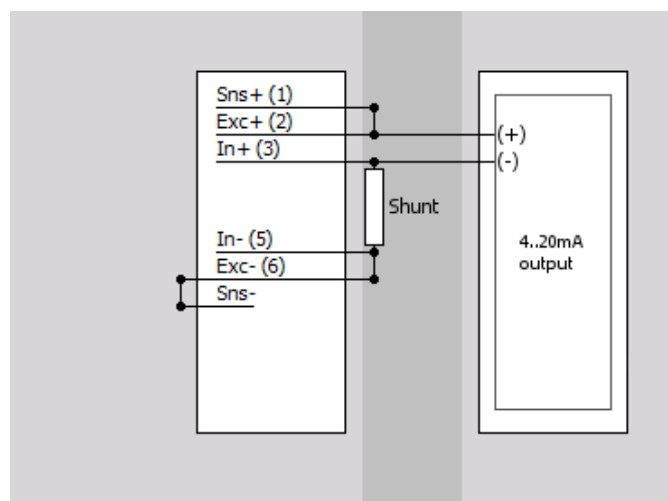 Sns+ (1)
Exc+ (2)
In+ (3)
(+)
(-)
Shunt
In- (5)
Exc- (6)
Sns-
4..20mA
output